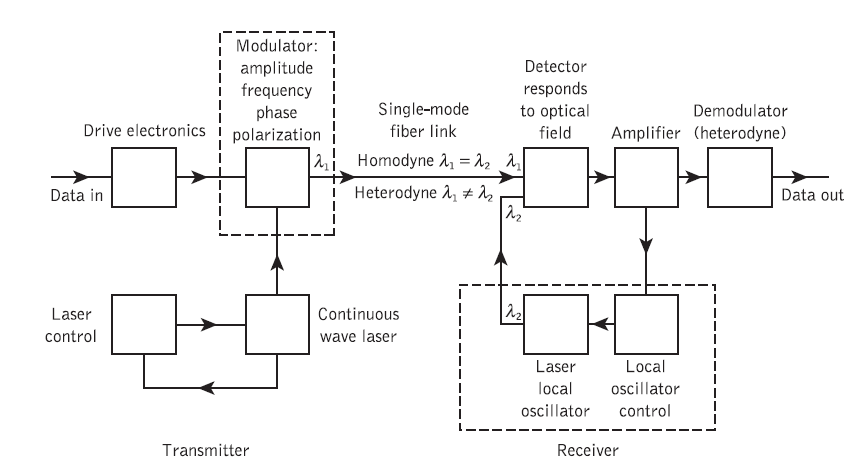 Modulator:
amplitude
frequency
phase
polarization
Drive electronics
Data in
λ₁
Single-mode
fiber link
Homodyne λ₁ = λ₂
Heterodyne λ₁ ≠ λ₂
λ₁
λ₂
Detector
responds
to optical
field
Amplifier
Demodulator
(heterodyne)
Data out
Laser
control
Continuous
wave laser
λ₂
Laser
local
oscillator
Local
oscillator
control
Transmitter
Receiver